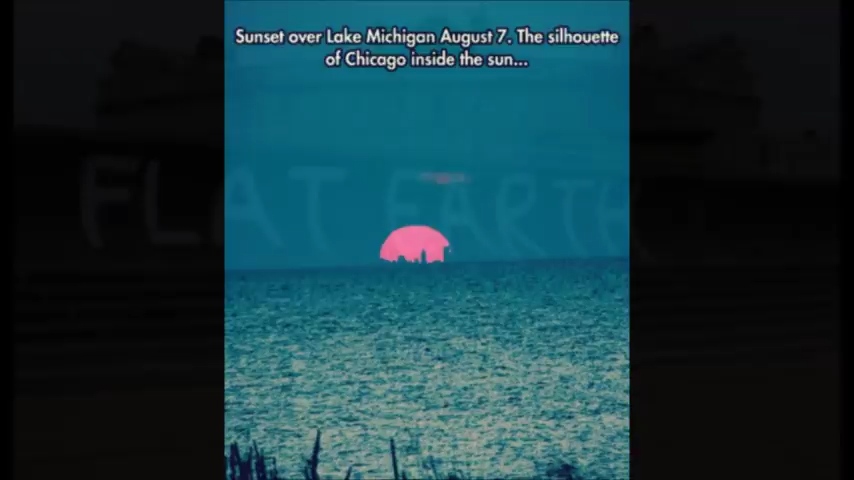 Sunset over Lake Michigan August 7. The silhouette
of Chicago inside the sun...
FLAT EARTH